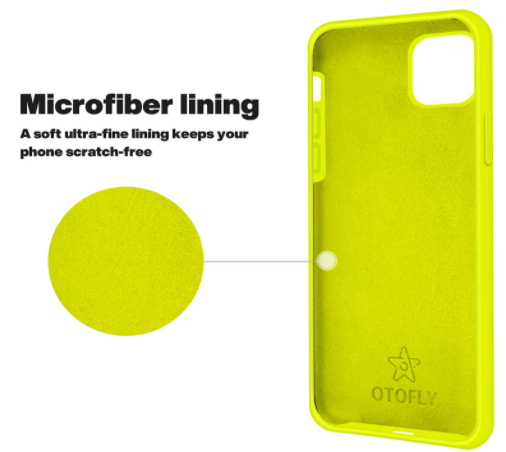 Microfiber lining
A soft ultra-fine lining keeps your
phone scratch-free
OTOFLY